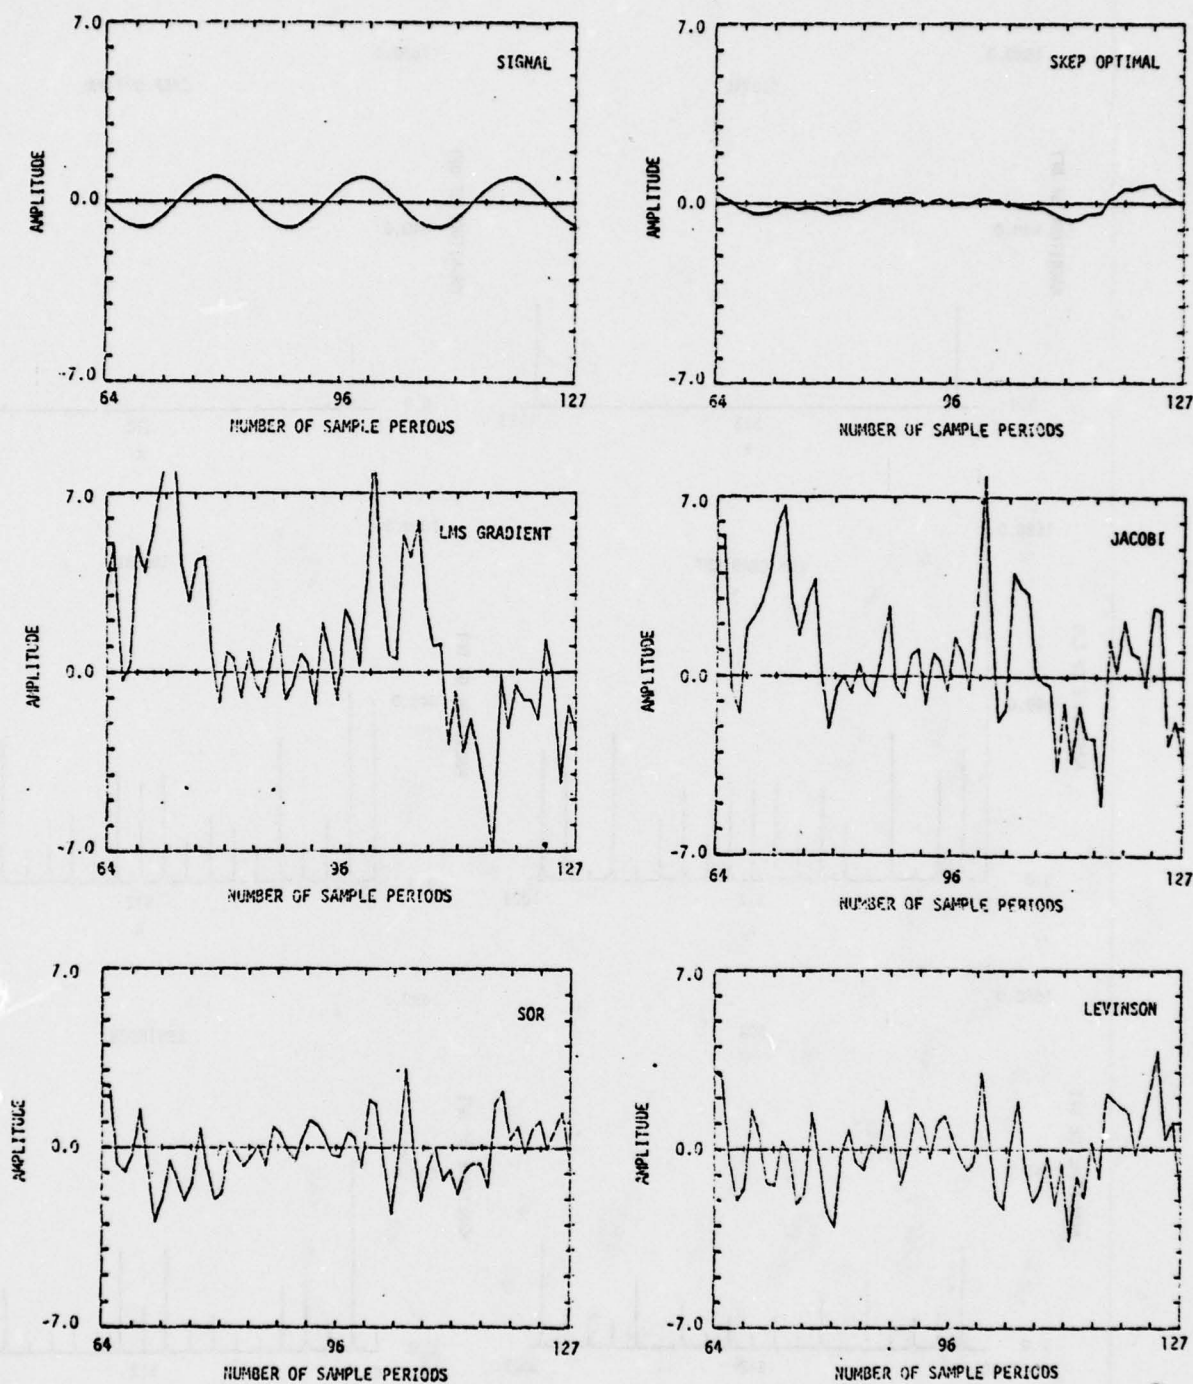 7.0
SIGNAL
AMPLITUDE
0.0
-7.0
64 96 127
NUMBER OF SAMPLE PERIODS
7.0
SKEP OPTIMAL
AMPLITUDE
0.0
-7.0
64 96 127
NUMBER OF SAMPLE PERIODS
7.0
LMS GRADIENT
AMPLITUDE
0.0
-7.0
64 96 127
NUMBER OF SAMPLE PERIODS
7.0
JACOBI
AMPLITUDE
0.0
-7.0
64 96 127
NUMBER OF SAMPLE PERIODS
7.0
SOR
AMPLITUDE
0.0
-7.0
64 96 127
NUMBER OF SAMPLE PERIODS
7.0
LEVINSON
AMPLITUDE
0.0
-7.0
64 96 127
NUMBER OF SAMPLE PERIODS